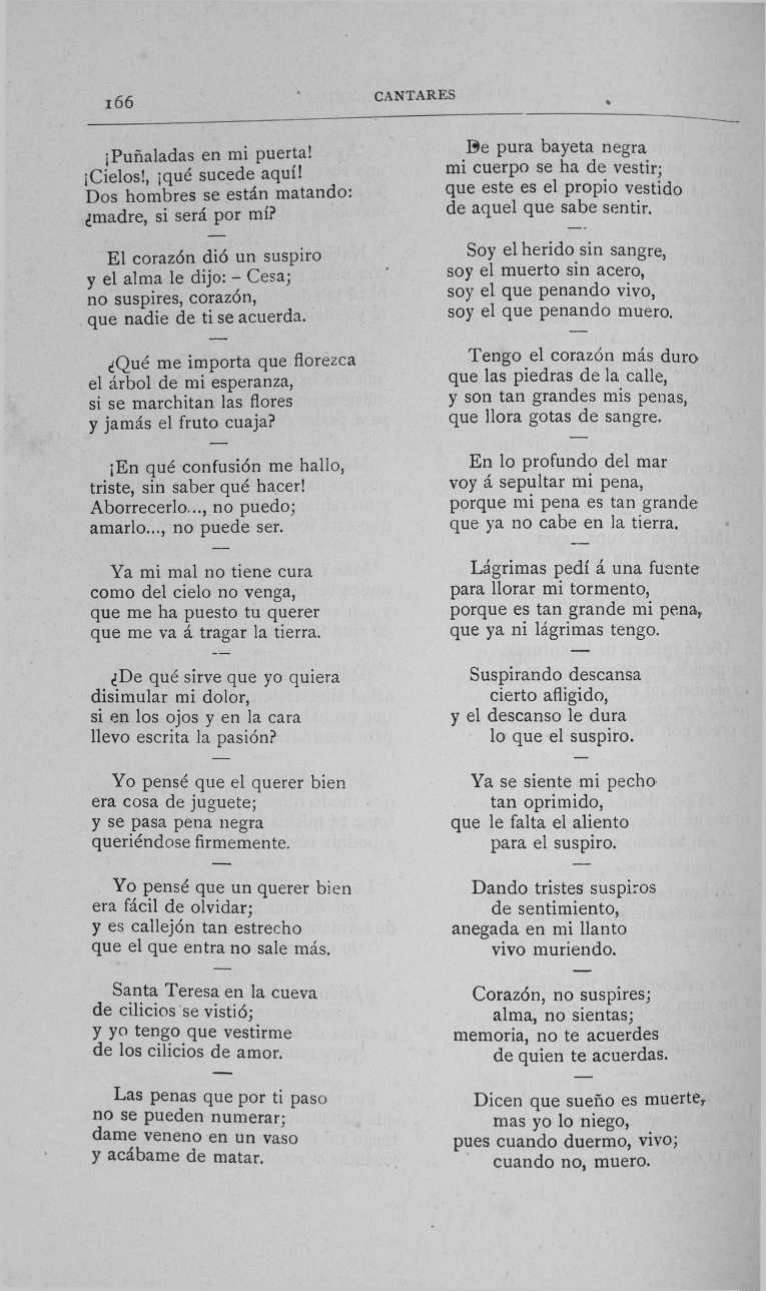 166
CANTARES
¡Puñaladas en mi puerta!
¡Cielos!, ¡qué sucede aquí!
Dos hombres se están matando:
¿madre, si será por mí?
—
El corazón dió un suspiro
y el alma le dijo: – Cesa;
no suspires, corazón,
que nadie de ti se acuerda.
—
¿Qué me importa que florezca
el árbol de mi esperanza,
si se marchitan las flores
y jamás el fruto cuaja?
—
¡En qué confusión me hallo,
triste, sin saber qué hacer!
Aborrecerlo..., no puedo;
amarlo..., no puede ser.
—
Ya mi mal no tiene cura
como del cielo no venga,
que me ha puesto tu querer
que me va á tragar la tierra.
—
¿De qué sirve que yo quiera
disimular mi dolor,
si en los ojos y en la cara
llevo escrita la pasión?
—
Yo pensé que el querer bien
era cosa de juguete;
y se pasa pena negra
queriéndose firmemente.
—
Yo pensé que un querer bien
era fácil de olvidar;
y es callejón tan estrecho
que el que entra no sale más.
—
Santa Teresa en la cueva
de cilicios se vistió;
y yo tengo que vestirme
de los cilicios de amor.
—
Las penas que por ti paso
no se pueden numerar;
dame veneno en un vaso
y acábame de matar.
De pura bayeta negra
mi cuerpo se ha de vestir;
que este es el propio vestido
de aquel que sabe sentir.
—
Soy el herido sin sangre,
soy el muerto sin acero,
soy el que penando vivo,
soy el que penando muero.
—
Tengo el corazón más duro
que las piedras de la calle,
y son tan grandes mis penas,
que llora gotas de sangre.
—
En lo profundo del mar
voy á sepultar mi pena,
porque mi pena es tan grande
que ya no cabe en la tierra.
—
Lágrimas pedí á una fuente
para llorar mi tormento,
porque es tan grande mi pena,
que ya ni lágrimas tengo.
—
Suspirando descansa
cierto afligido,
y el descanso le dura
lo que el suspiro.
—
Ya se siente mi pecho
tan oprimido,
que le falta el aliento
para el suspiro.
—
Dando tristes suspiros
de sentimiento,
anegada en mi llanto
vivo muriendo.
—
Corazón, no suspires;
alma, no sientas;
memoria, no te acuerdes
de quien te acuerdas.
—
Dicen que sueño es muerte,
mas yo lo niego,
pues cuando duermo, vivo;
cuando no, muero.